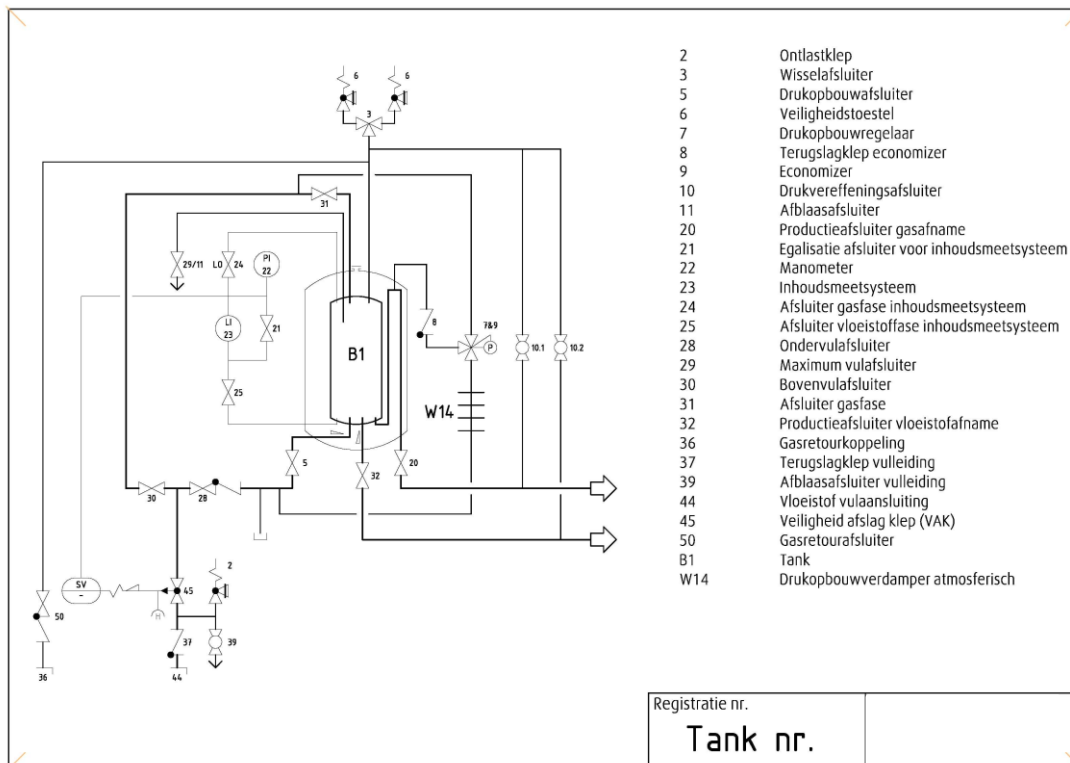 6
6
3
31
29/11
LO
24
PI
22
LI
23
21
25
B1
8
7&9
P
10.1
10.2
W14
5
32
20
30
28
SV
-
2
45
H
50
37
39
36
44
2 Ontlastklep
3 Wisselafsluiter
5 Drukopbouwafsluiter
6 Veiligheidstoestel
7 Drukopbouwregelaar
8 Terugslagklep economizer
9 Economizer
10 Drukvereffeningsafsluiter
11 Afblaasafsluiter
20 Productieafsluiter gasafname
21 Egalisatie afsluiter voor inhoudsmeetsysteem
22 Manometer
23 Inhoudsmeetsysteem
24 Afsluiter gasfase inhoudsmeetsysteem
25 Afsluiter vloeistoffase inhoudsmeetsysteem
28 Ondervulafsluiter
29 Maximum vulafsluiter
30 Bovenvulafsluiter
31 Afsluiter gasfase
32 Productieafsluiter vloeistofafname
36 Gasretourkoppeling
37 Terugslagklep vulleiding
39 Afblaasafsluiter vulleiding
44 Vloeistof vulaansluiting
45 Veiligheid afslag klep (VAK)
50 Gasretourafsluiter
B1 Tank
W14 Drukopbouwverdamper atmosferisch
Registratie nr.
Tank nr.